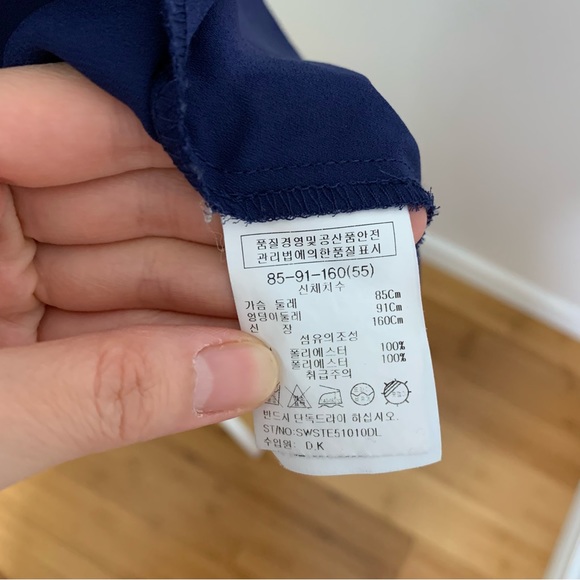 품질경영및공산품안전
관리법에의한품질표시
85-91-160(55)
신체치수
가슴 둘레 85Cm
엉덩이둘레 91Cm
신 장 160Cm
섬유의조성
폴리에스터 100%
폴리에스터 100%
취급주의
반드시 단독드라이 하십시오.
ST/NO:SWSTE51010DL
수입원: D.K